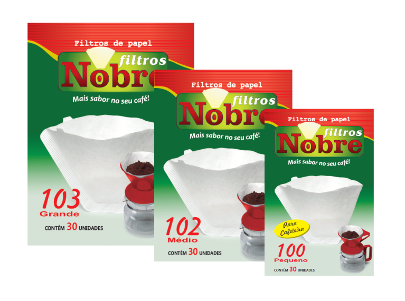 Filtros de papel
filtros
Nobre
Mais sabor no seu café!
103
Grande
CONTÉM 30 UNIDADES
Filtros de papel
filtros
Nobre
Mais sabor no seu café!
102
Médio
CONTÉM 30 UNIDADES
Filtros de papel
filtros
Nobre
Mais sabor no seu café!
Para
Cafeteira
100
Pequeno
CONTÉM 30 UNIDADES